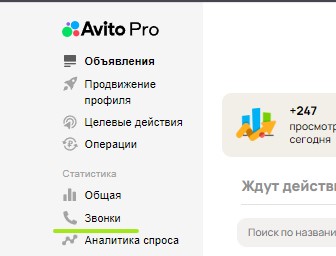 Avito Pro
Объявления
Продвижение
профиля
Целевые действия
Операции
Статистика
Общая
Звонки
Аналитика спроса
+247
просмотр
сегодня
Ждут действи
Поиск по названи